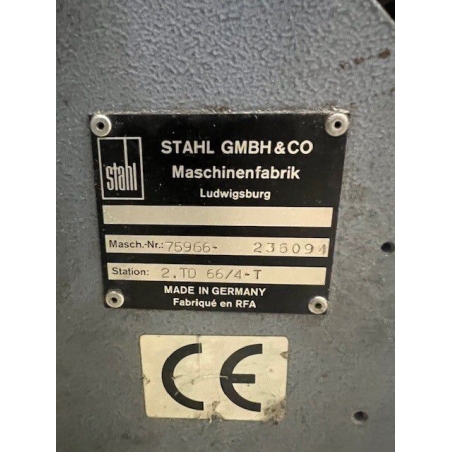 stahl
STAHL GMBH & CO
Maschinenfabrik
Ludwigsburg
Masch.-Nr.: 75966- 236094
Station: 2.TD 66/4-T
MADE IN GERMANY
Fabriqué en RFA
CE